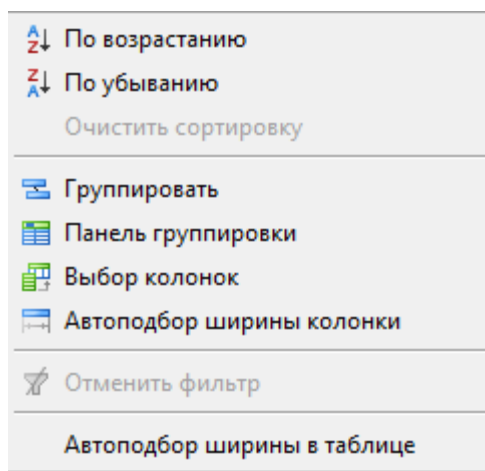 По возрастанию
По убыванию
Очистить сортировку
Группировать
Панель группировки
Выбор колонок
Автоподбор ширины колонки
Отменить фильтр
Автоподбор ширины в таблице